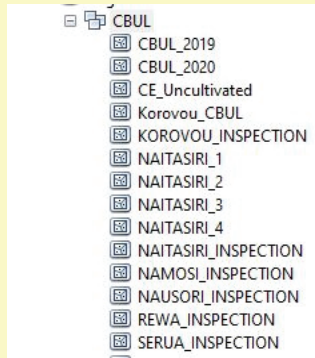 CBUL
CBUL_2019
CBUL_2020
CE_Uncultivated
Korovou_CBUL
KOROVOU_INSPECTION
NAITASIRI_1
NAITASIRI_2
NAITASIRI_3
NAITASIRI_4
NAITASIRI_INSPECTION
NAMOSI_INSPECTION
NAUSORI_INSPECTION
REWA_INSPECTION
SERUA_INSPECTION